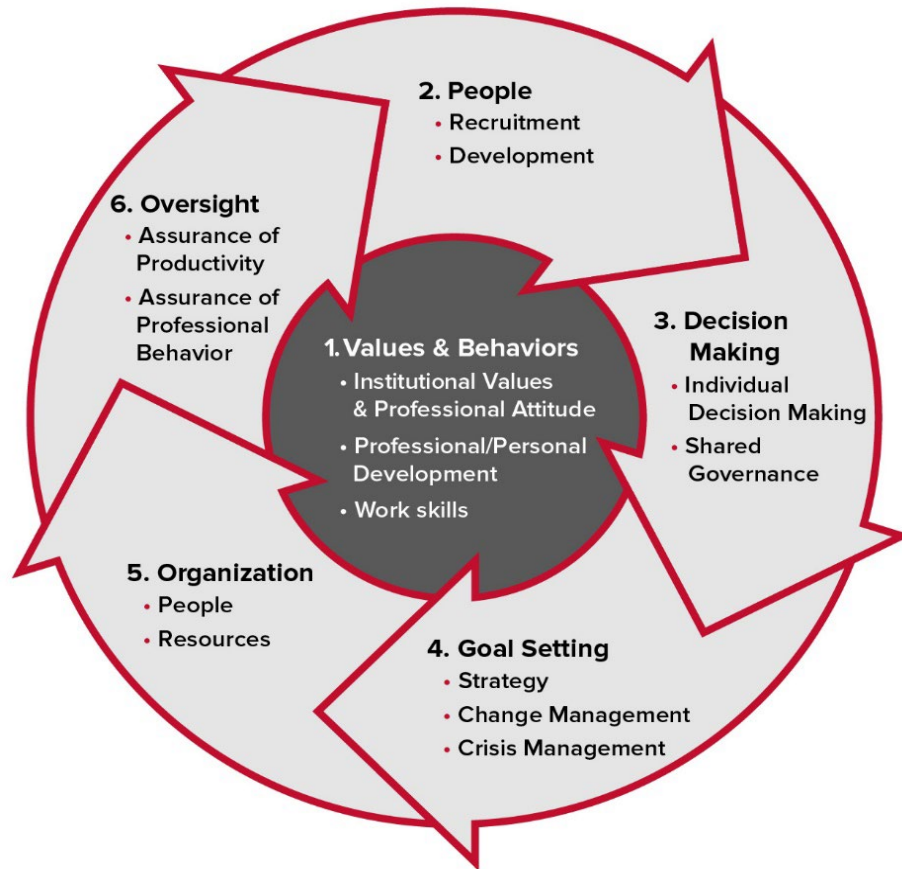 2. People
• Recruitment
• Development
3. Decision
Making
• Individual
Decision Making
• Shared
Governance
4. Goal Setting
• Strategy
• Change Management
• Crisis Management
5. Organization
• People
• Resources
6. Oversight
• Assurance of
Productivity
• Assurance of
Professional
Behavior
1. Values & Behaviors
• Institutional Values
& Professional Attitude
• Professional/Personal
Development
• Work skills